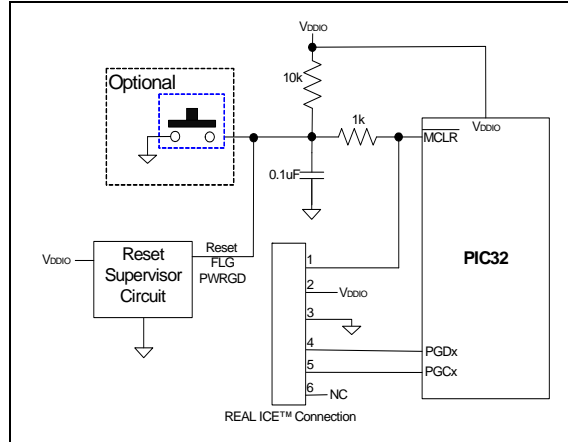 VDDIO
Optional
10k
1k
VDDIO
MCLR
0.1uF
PIC32
VDDIO
Reset
Supervisor
Circuit
Reset
FLG
PWRGD
1
2
VDDIO
3
4
PGDx
5
PGCx
6
NC
REAL ICE™ Connection